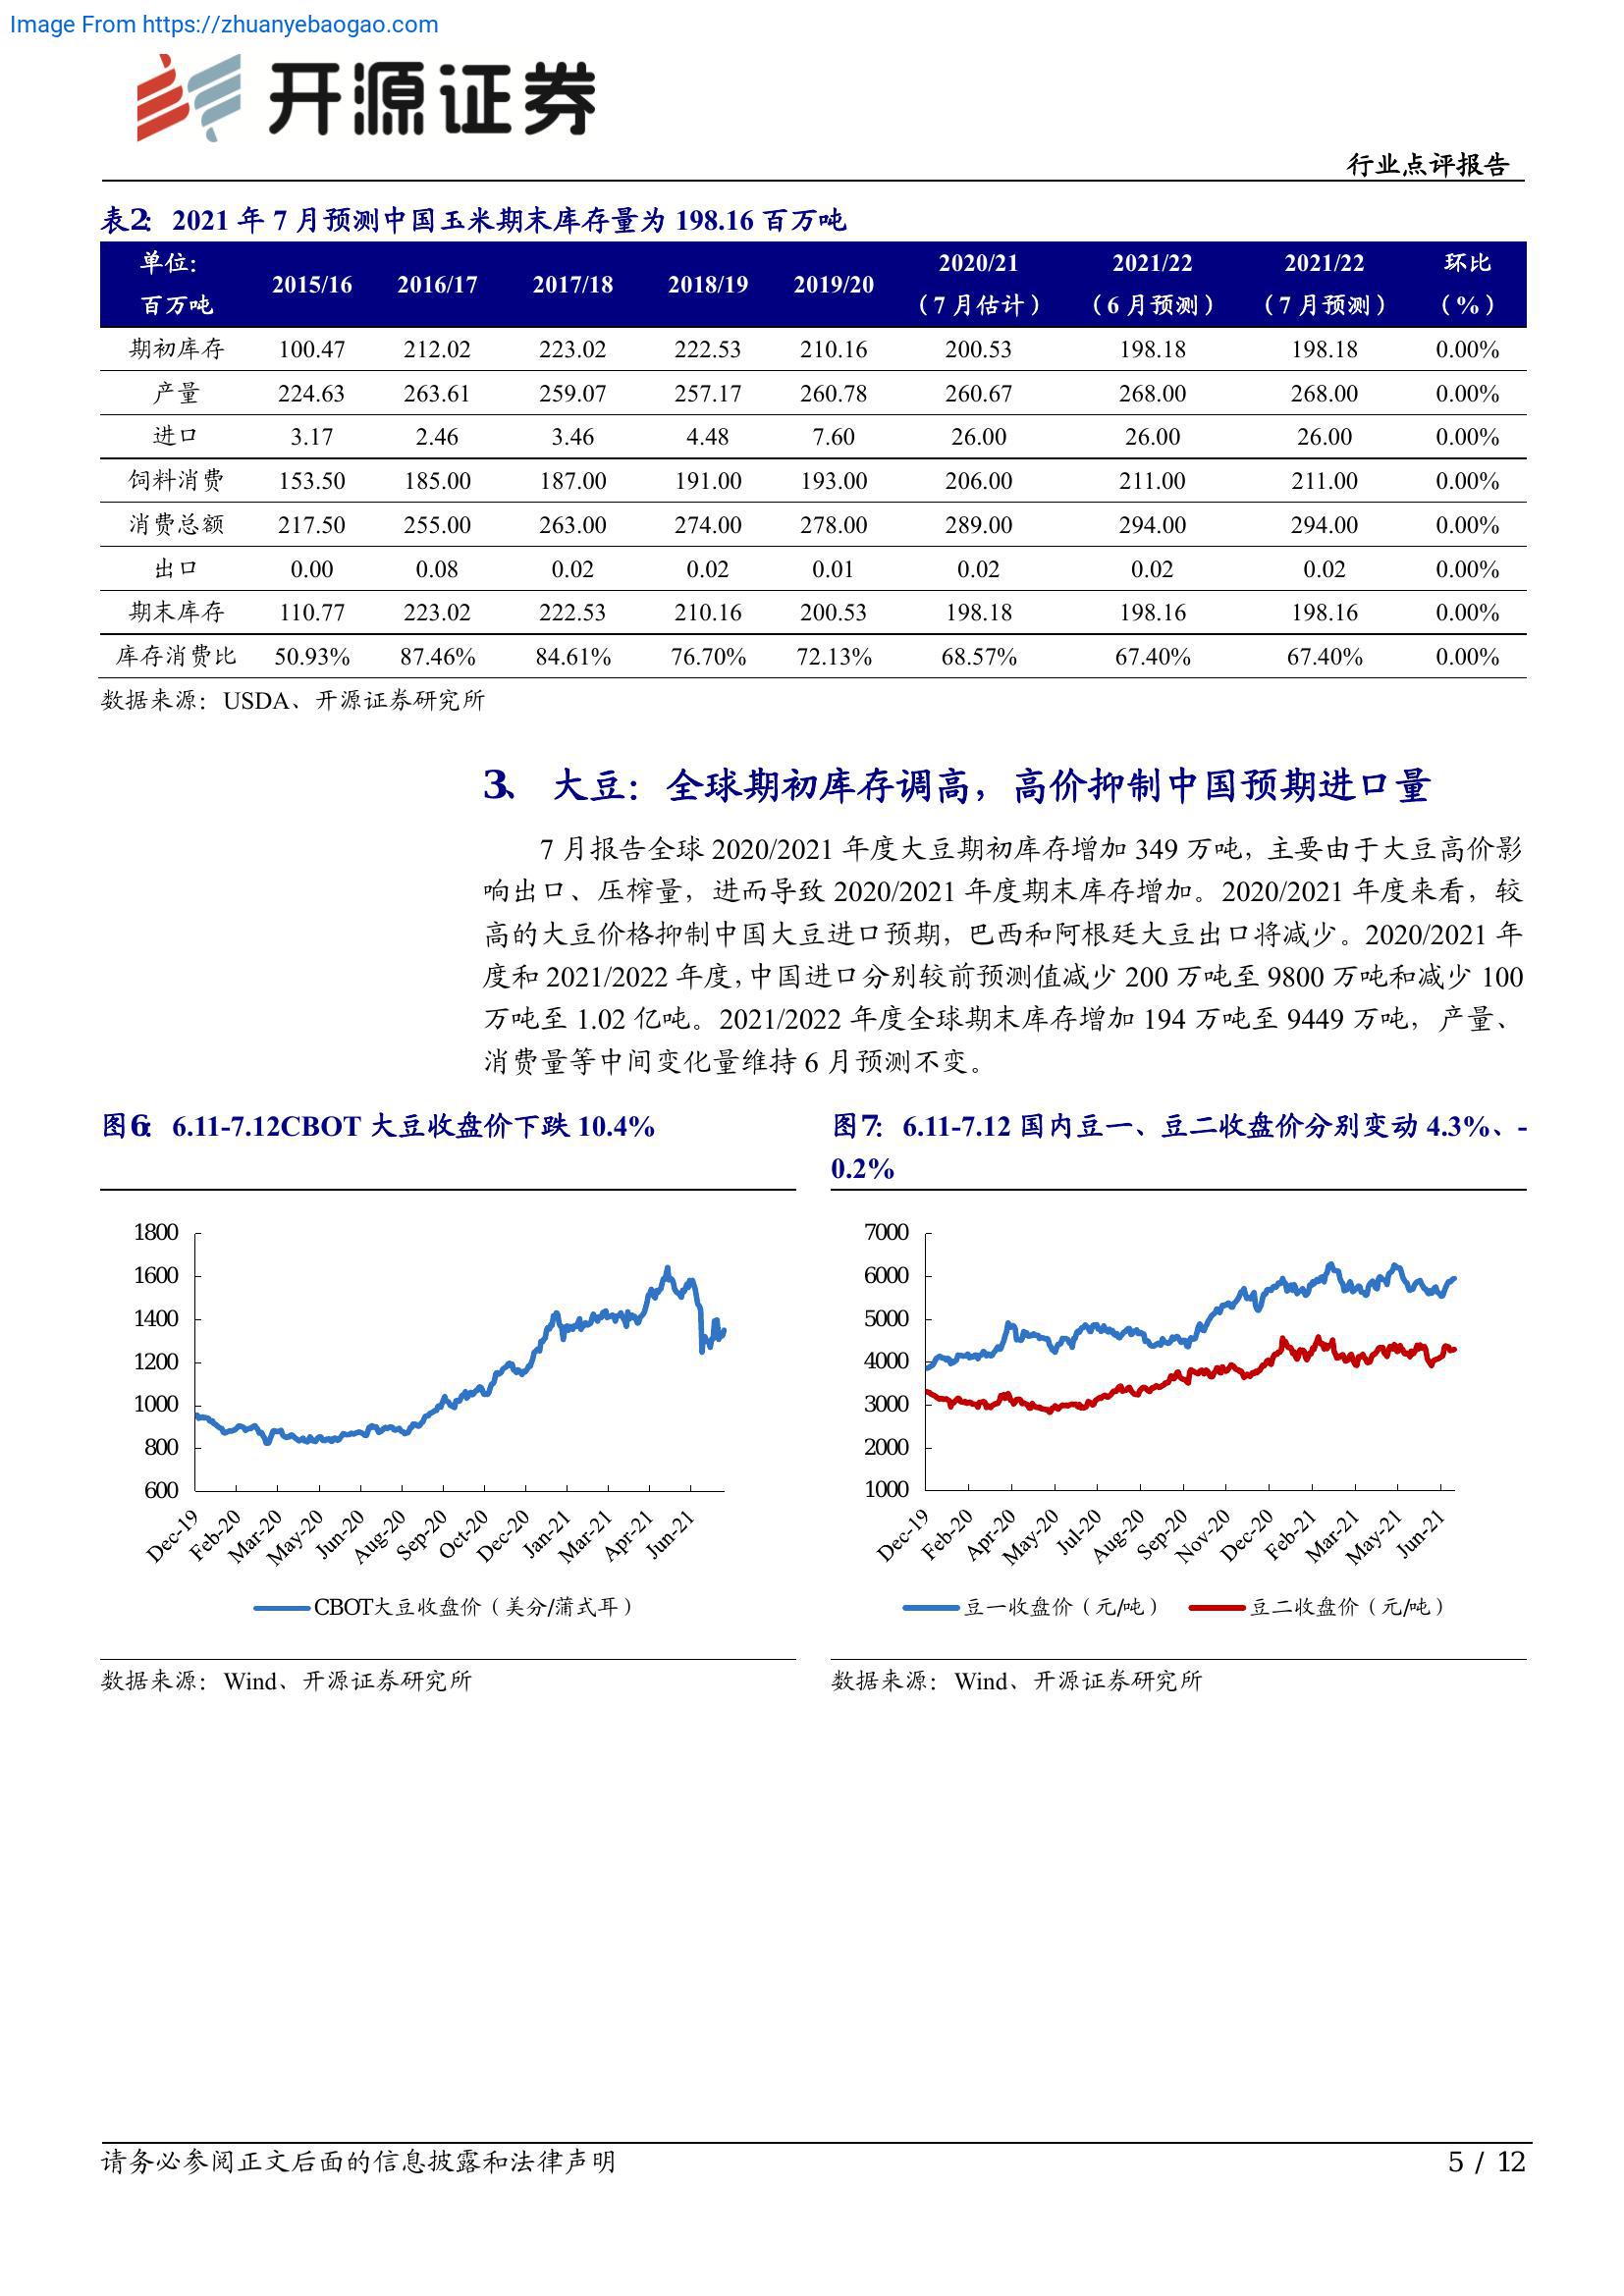 Image From https://zhuanyebaogao.com
开源证券
行业点评报告
表2：2021 年 7 月预测中国玉米期末库存量为 198.16 百万吨
单位：百万吨 2015/16 2016/17 2017/18 2018/19 2019/20 2020/21（7 月估计） 2021/22（6 月预测） 2021/22（7 月预测） 环比（%）
期初库存 100.47 212.02 223.02 222.53 210.16 200.53 198.18 198.18 0.00%
产量 224.63 263.61 259.07 257.17 260.78 260.67 268.00 268.00 0.00%
进口 3.17 2.46 3.46 4.48 7.60 26.00 26.00 26.00 0.00%
饲料消费 153.50 185.00 187.00 191.00 193.00 206.00 211.00 211.00 0.00%
消费总额 217.50 255.00 263.00 274.00 278.00 289.00 294.00 294.00 0.00%
出口 0.00 0.08 0.02 0.02 0.01 0.02 0.02 0.02 0.00%
期末库存 110.77 223.02 222.53 210.16 200.53 198.18 198.16 198.16 0.00%
库存消费比 50.93% 87.46% 84.61% 76.70% 72.13% 68.57% 67.40% 67.40% 0.00%
数据来源：USDA、开源证券研究所
3、 大豆：全球期初库存调高，高价抑制中国预期进口量
7 月报告全球 2020/2021 年度大豆期初库存增加 349 万吨，主要由于大豆高价影
响出口、压榨量，进而导致 2020/2021 年度期末库存增加。2020/2021 年度来看，较
高的大豆价格抑制中国大豆进口预期，巴西和阿根廷大豆出口将减少。2020/2021 年
度和 2021/2022 年度，中国进口分别较前预测值减少 200 万吨至 9800 万吨和减少 100
万吨至 1.02 亿吨。2021/2022 年度全球期末库存增加 194 万吨至 9449 万吨，产量、
消费量等中间变化量维持 6 月预测不变。
图6：6.11-7.12CBOT 大豆收盘价下跌 10.4%
1800
1600
1400
1200
1000
800
600
Dec-19 Feb-20 Mar-20 May-20 Jun-20 Aug-20 Sep-20 Oct-20 Dec-20 Jan-21 Mar-21 Apr-21 Jun-21
CBOT大豆收盘价（美分/蒲式耳）
数据来源：Wind、开源证券研究所
图7：6.11-7.12 国内豆一、豆二收盘价分别变动 4.3%、-
0.2%
7000
6000
5000
4000
3000
2000
1000
Dec-19 Feb-20 Apr-20 May-20 Jul-20 Aug-20 Sep-20 Nov-20 Dec-20 Feb-21 Mar-21 May-21 Jun-21
豆一收盘价（元/吨） 豆二收盘价（元/吨）
数据来源：Wind、开源证券研究所
请务必参阅正文后面的信息披露和法律声明 5 / 12